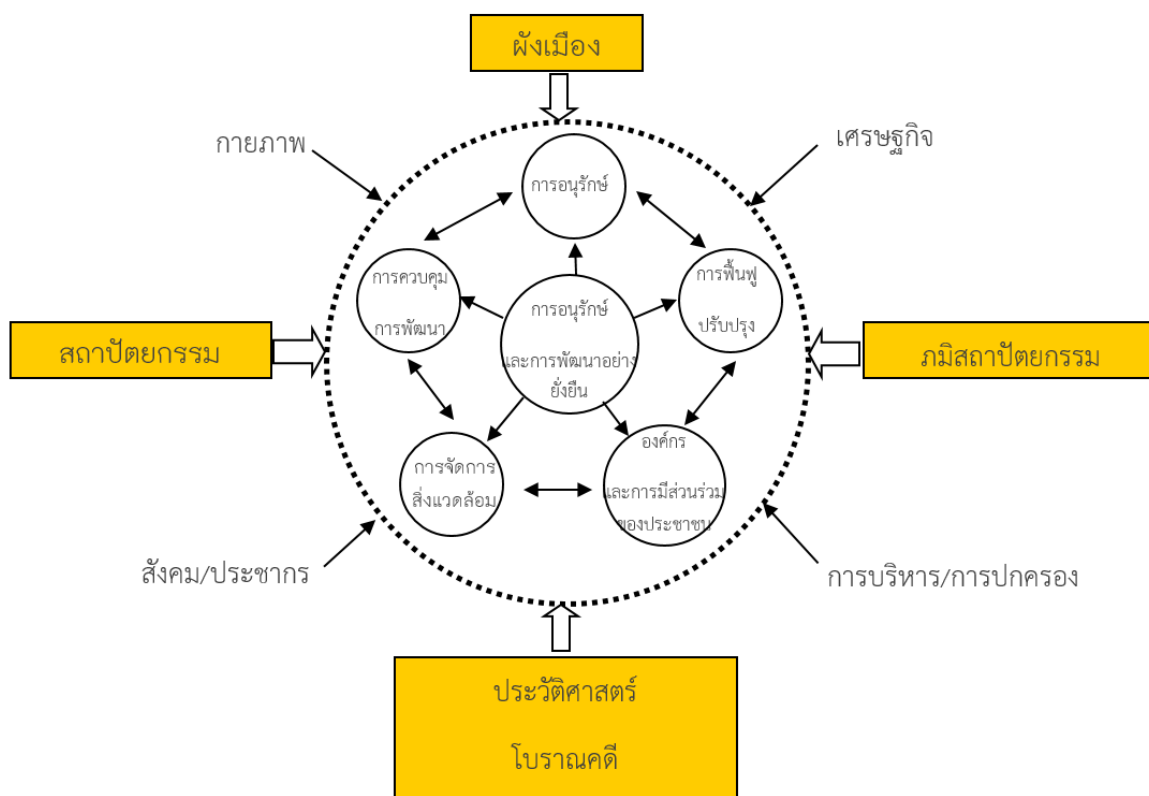 ผังเมือง
กายภาพ
เศรษฐกิจ
การอนุรักษ์
การควบคุม
การพัฒนา
การฟื้นฟู
ปรับปรุง
การอนุรักษ์
และการพัฒนาอย่าง
ยั่งยืน
สถาปัตยกรรม
ภมิสถาปัตยกรรม
การจัดการ
สิ่งแวดล้อม
องค์กร
และการมีส่วนร่วม
ของประชาชน
สังคม/ประชากร
การบริหาร/การปกครอง
ประวัติศาสตร์
โบราณคดี